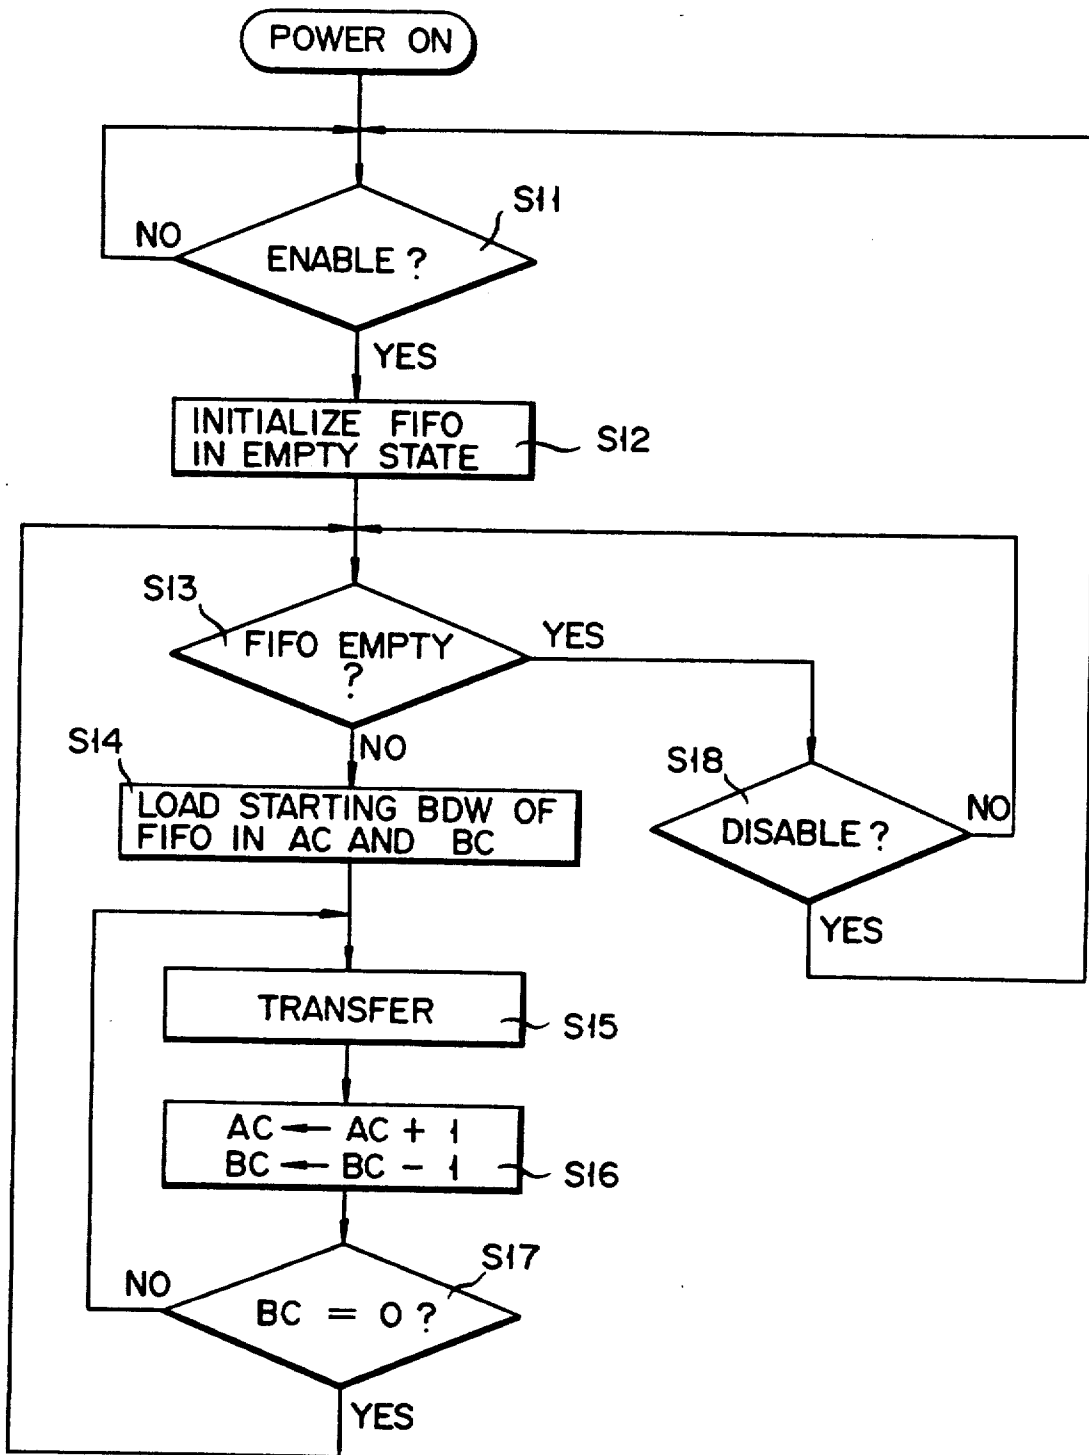 POWER ON
S11
NO
ENABLE ?
YES
INITIALIZE FIFO
IN EMPTY STATE
S12
S13
FIFO EMPTY
?
YES
NO
S14
LOAD STARTING BDW OF
FIFO IN AC AND BC
S18
DISABLE ?
NO
YES
TRANSFER
S15
AC ← AC + 1
BC ← BC - 1
S16
S17
NO
BC = 0 ?
YES